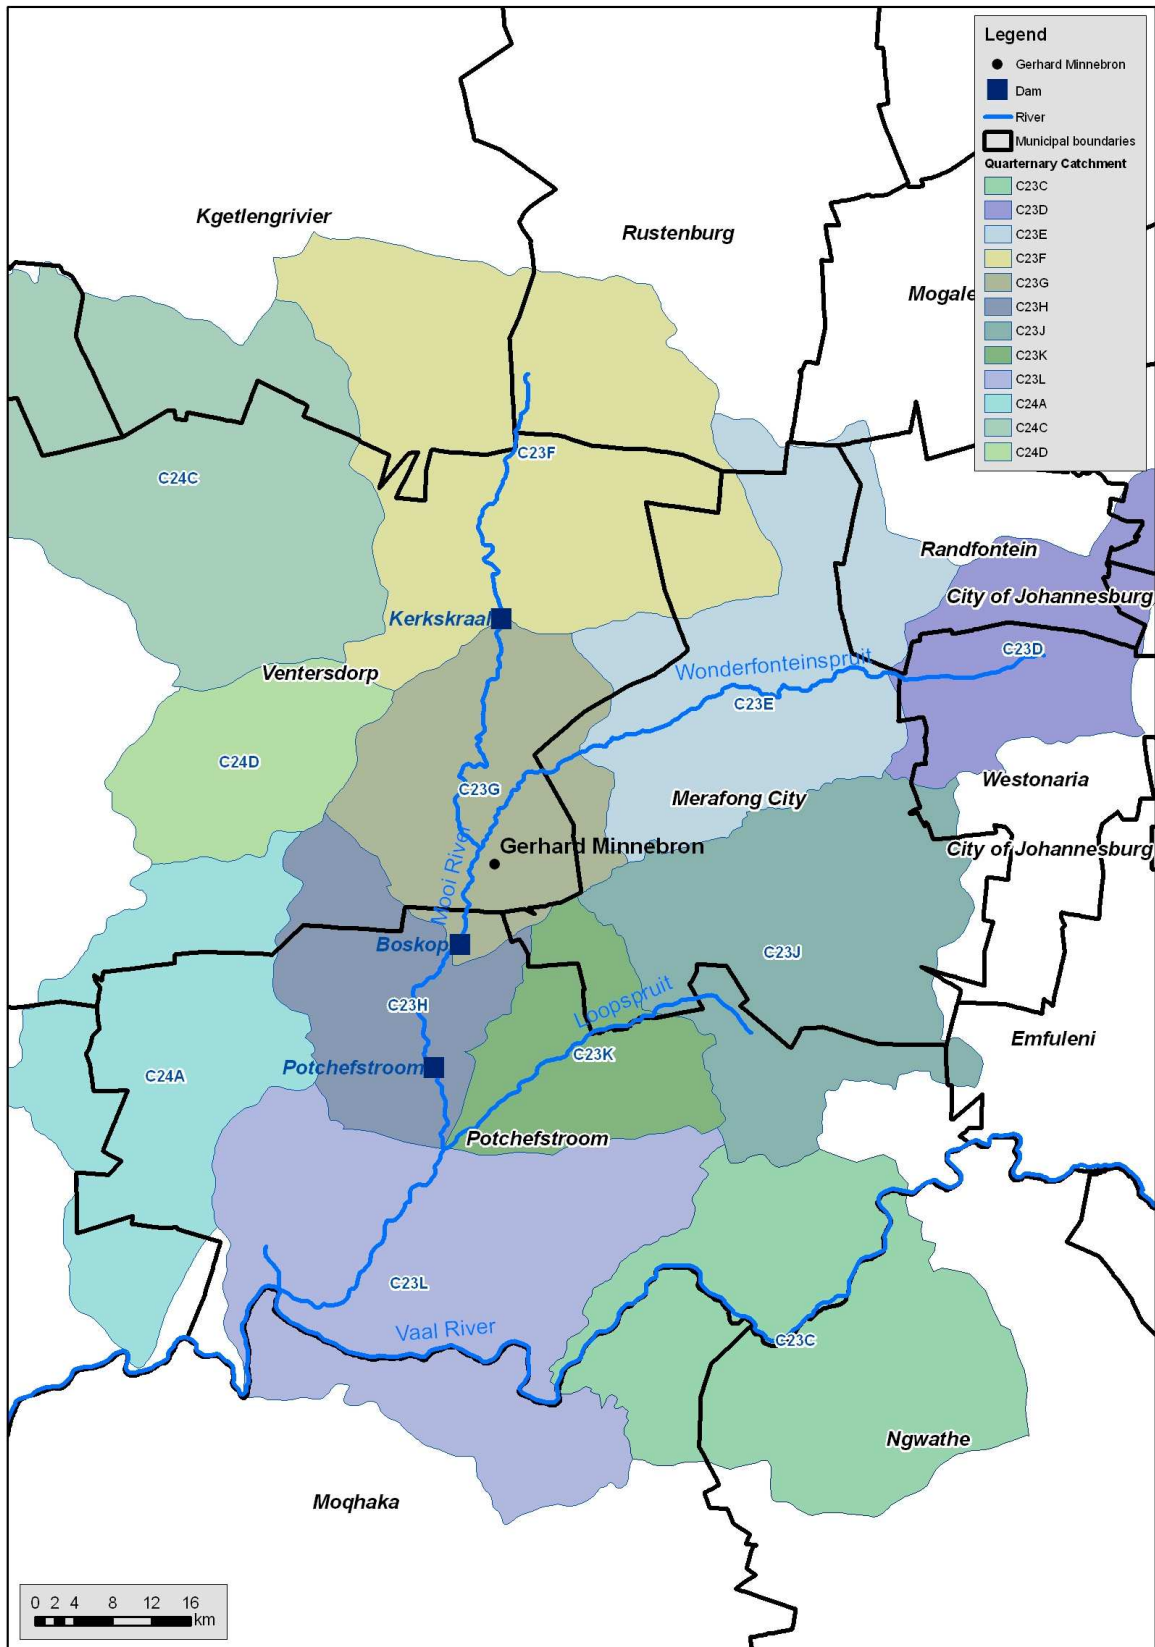 Legend
Gerhard Minnebron
Dam
River
Municipal boundaries
Quarternary Catchment
C23C
C23D
C23E
C23F
C23G
C23H
C23J
C23K
C23L
C24A
C24C
C24D
Kgetlengrivier
Rustenburg
Mogale
C23F
C24C
Randfontein
City of Johannesburg
Kerkskraal
C23D
Wonderfonteinspruit
Ventersdorp
C23E
C24D
Westonaria
C23G
Merafong City
Gerhard Minnebron
City of Johannesburg
Mooi River
Boskop
C23J
C23H
Loopspruit
Emfuleni
C23K
Potchefstroom
C24A
Potchefstroom
C23L
Vaal River
C23C
Ngwathe
Moqhaka
0 2 4 8 12 16
km